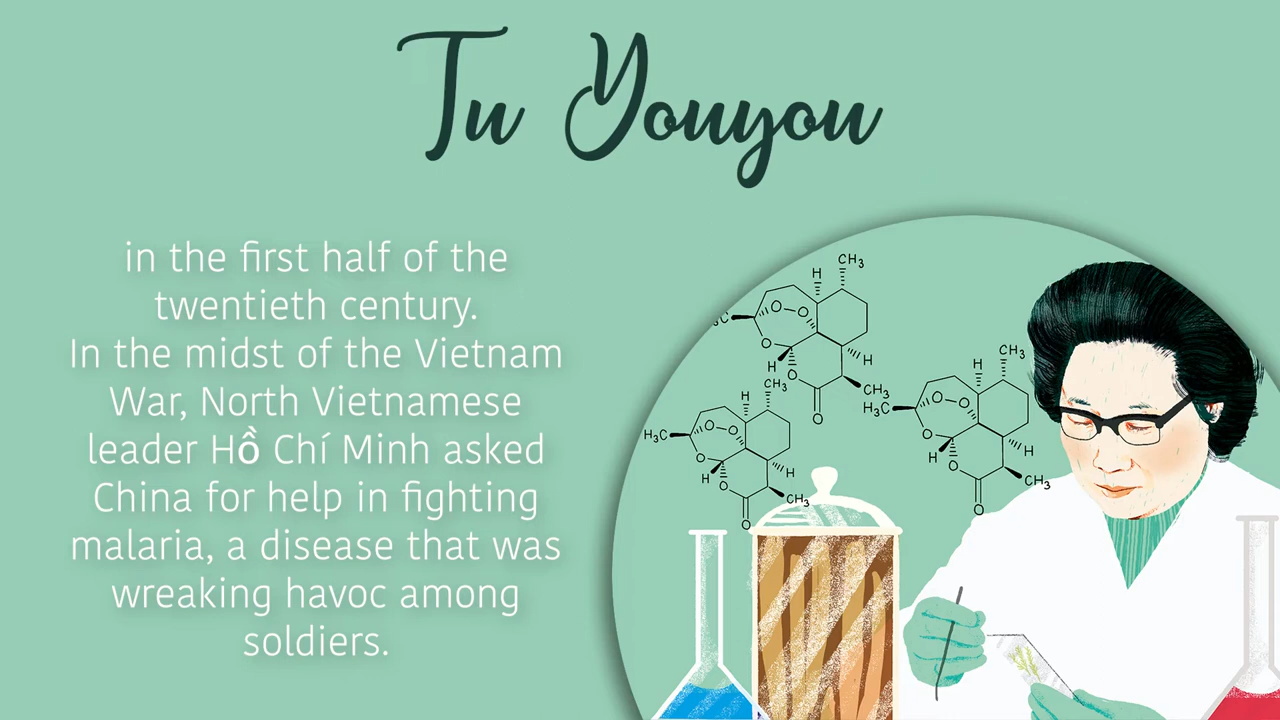 Tu Youyou
in the first half of the
twentieth century.
In the midst of the Vietnam
War, North Vietnamese
leader Hồ Chí Minh asked
China for help in fighting
malaria, a disease that was
wreaking havoc among
soldiers.
CH₃
H
O
O
O
H
O
H
CH₃
O
CH₃
H
H₃C
O
O
O
H
O
H
CH₃
O
CH₃
H
H₃C
O
O
O
H
O
H
CH₃
O